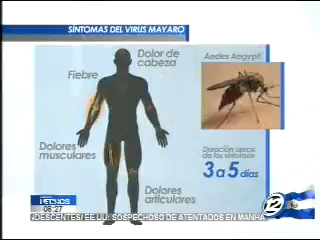 SÍNTOMAS DEL VIRUS MAYARO
Dolor de
cabeza
Aedes Aegypti
Fiebre
Dolores
musculares
Duración aprox.
de los síntomas
3 a 5 días
Dolores
articulares
HECHOS
08:27
12
DESCENTES/ EE.UU: SOSPECHOSO DE ATENTADOS EN MANHA